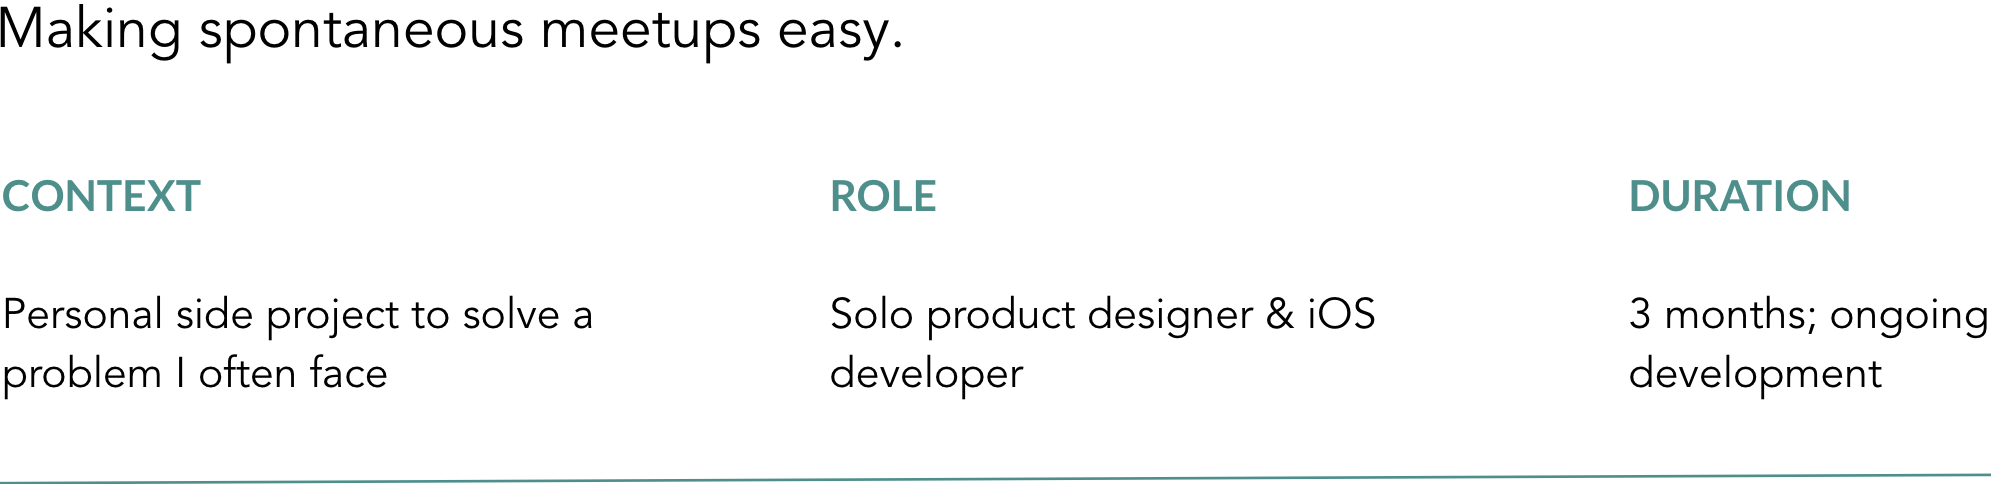 Making spontaneous meetups easy.
CONTEXT
Personal side project to solve a
problem I often face
ROLE
Solo product designer & iOS
developer
DURATION
3 months; ongoing
development